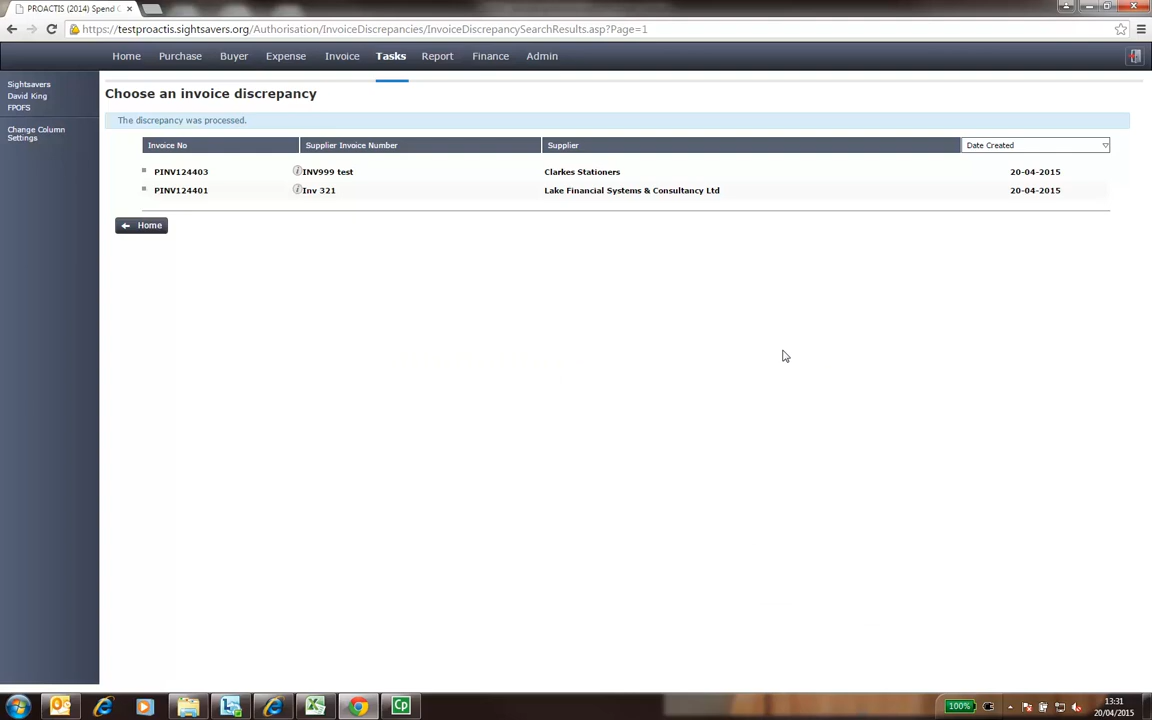 PROACTIS (2014) Spend C
https://testproactis.sightsavers.org/Authorisation/InvoiceDiscrepancies/InvoiceDiscrepancySearchResults.asp?Page=1
Home Purchase Buyer Expense Invoice Tasks Report Finance Admin
Sightsavers
David King
FPOFS
Change Column
Settings
Choose an invoice discrepancy
The discrepancy was processed.
Invoice No Supplier Invoice Number Supplier Date Created
PINV124403 INV999 test Clarkes Stationers 20-04-2015
PINV124401 Inv 321 Lake Financial Systems & Consultancy Ltd 20-04-2015
Home
100%
13:31
20/04/2015